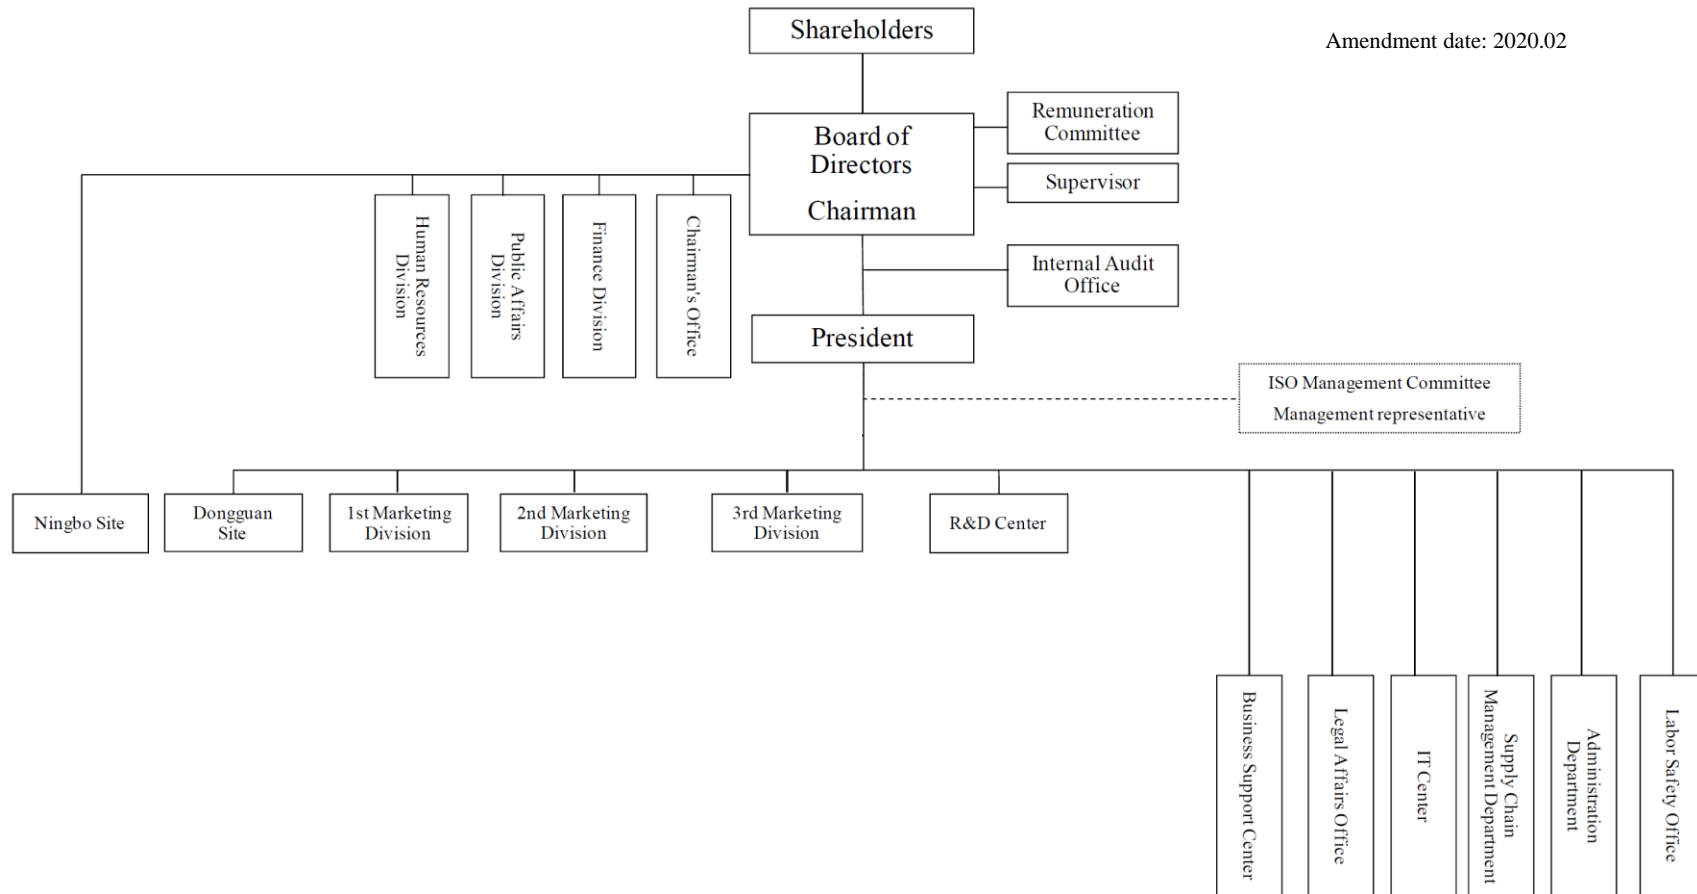 Shareholders
Amendment date: 2020.02
Remuneration
Committee
Board of
Directors
Chairman
Supervisor
Human Resources
Division
Public Affairs
Division
Finance Division
Chairman's Office
Internal Audit
Office
President
ISO Management Committee
Management representative
Ningbo Site
Dongguan
Site
1st Marketing
Division
2nd Marketing
Division
3rd Marketing
Division
R&D Center
Business Support Center
Legal Affairs Office
IT Center
Supply Chain
Management Department
Administration
Department
Labor Safety Office